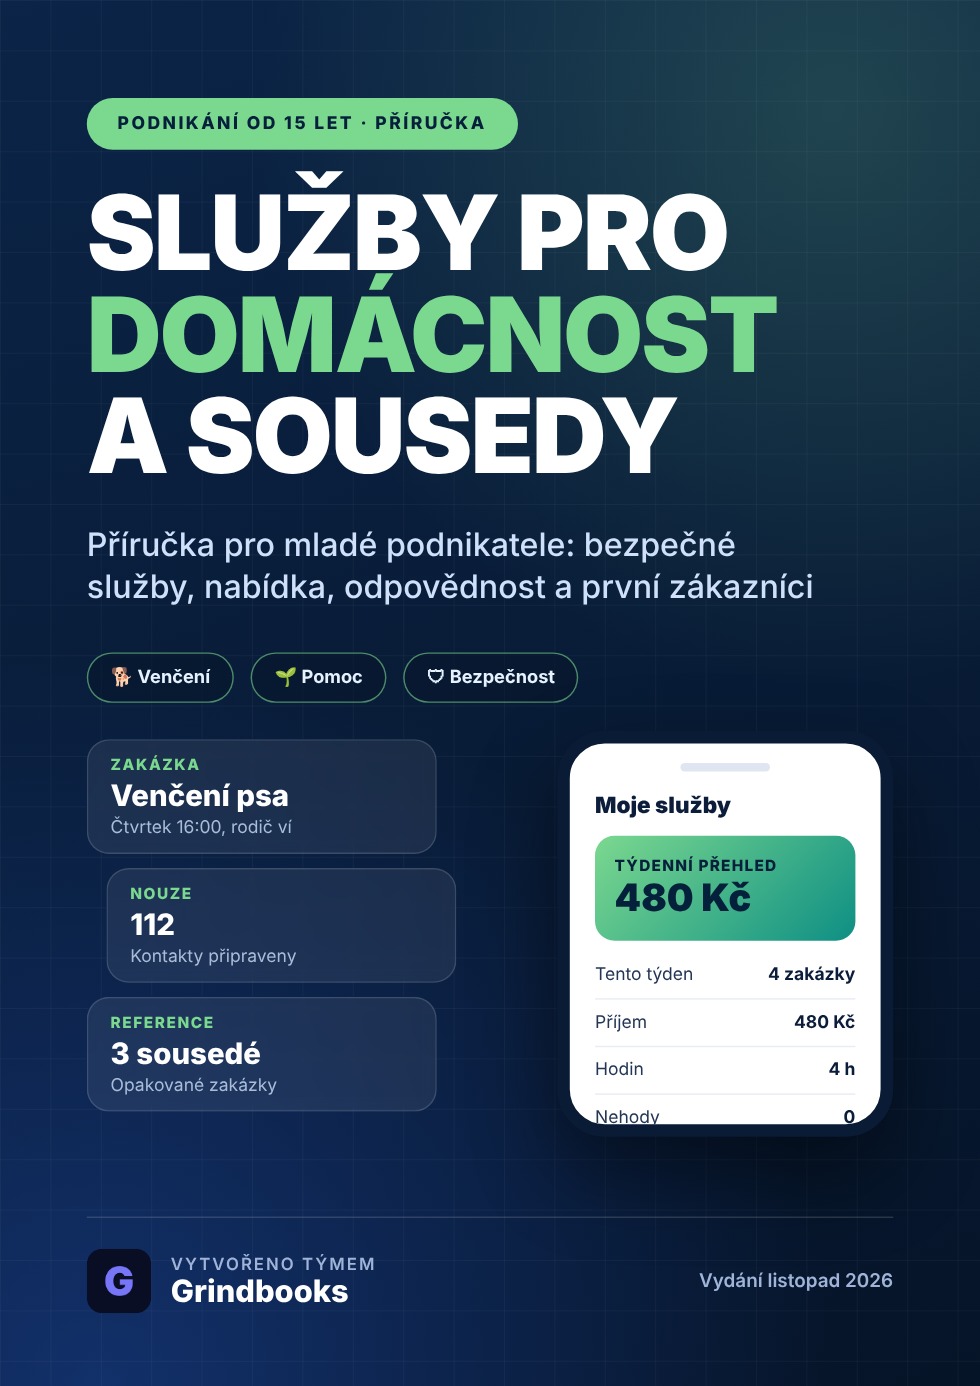 PODNIKÁNÍ OD 15 LET · PŘÍRUČKA
SLUŽBY PRO
DOMÁCNOST
A SOUSEDY
Příručka pro mladé podnikatele: bezpečné
služby, nabídka, odpovědnost a první zákazníci
🐕 Venčení
🌱 Pomoc
🛡 Bezpečnost
ZAKÁZKA
Venčení psa
Čtvrtek 16:00, rodič ví
NOUZE
112
Kontakty připraveny
REFERENCE
3 sousedé
Opakované zakázky
Moje služby
TÝDENNÍ PŘEHLED
480 Kč
Tento týden 4 zakázky
Příjem 480 Kč
Hodin 4 h
Nehody 0
G
VYTVOŘENO TÝMEM
Grindbooks
Vydání listopad 2026